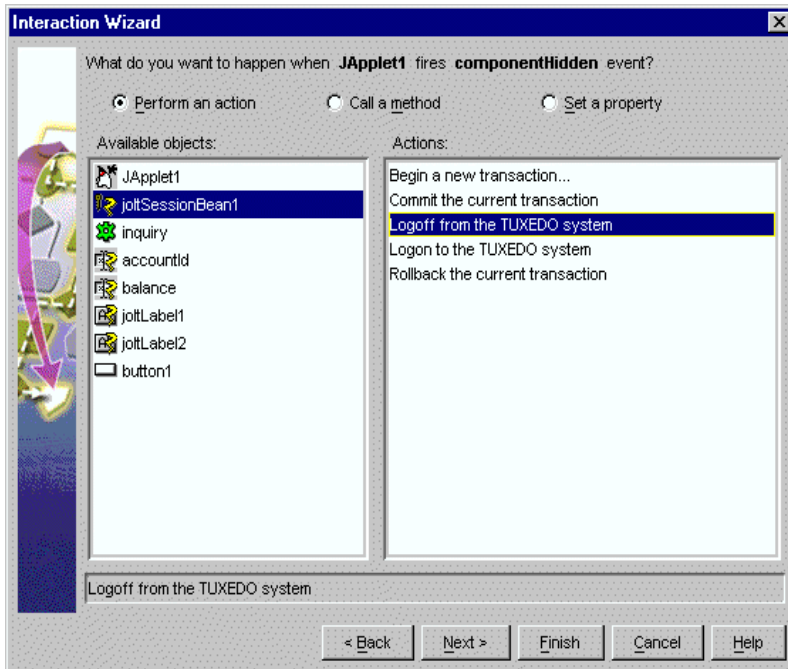 Interaction Wizard
What do you want to happen when JApplet1 fires componentHidden event?
Perform an action
Call a method
Set a property
Available objects:
JApplet1
joltSessionBean1
inquiry
accountId
balance
joltLabel1
joltLabel2
button1
Actions:
Begin a new transaction...
Commit the current transaction
Logoff from the TUXEDO system
Logon to the TUXEDO system
Rollback the current transaction
Logoff from the TUXEDO system
< Back
Next >
Finish
Cancel
Help